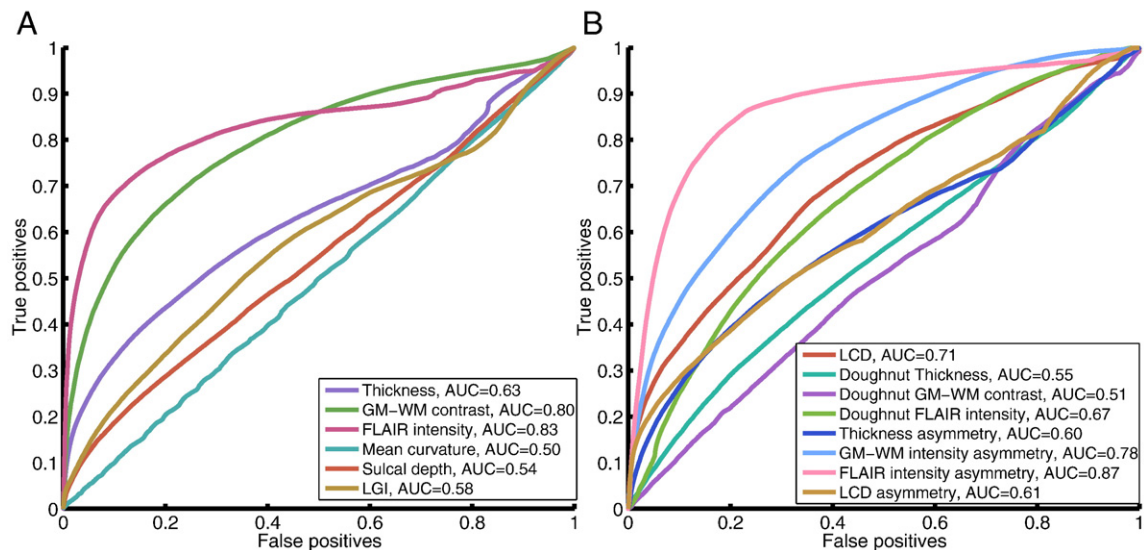 A
B
True positives
1
0.9
0.8
0.7
0.6
0.5
0.4
0.3
0.2
0.1
0
0 0.2 0.4 0.6 0.8 1
False positives
Thickness, AUC=0.63
GM-WM contrast, AUC=0.80
FLAIR intensity, AUC=0.83
Mean curvature, AUC=0.50
Sulcal depth, AUC=0.54
LGI, AUC=0.58
True positives
1
0.9
0.8
0.7
0.6
0.5
0.4
0.3
0.2
0.1
0
0 0.2 0.4 0.6 0.8 1
False positives
LCD, AUC=0.71
Doughnut Thickness, AUC=0.55
Doughnut GM-WM contrast, AUC=0.51
Doughnut FLAIR intensity, AUC=0.67
Thickness asymmetry, AUC=0.60
GM-WM intensity asymmetry, AUC=0.78
FLAIR intensity asymmetry, AUC=0.87
LCD asymmetry, AUC=0.61